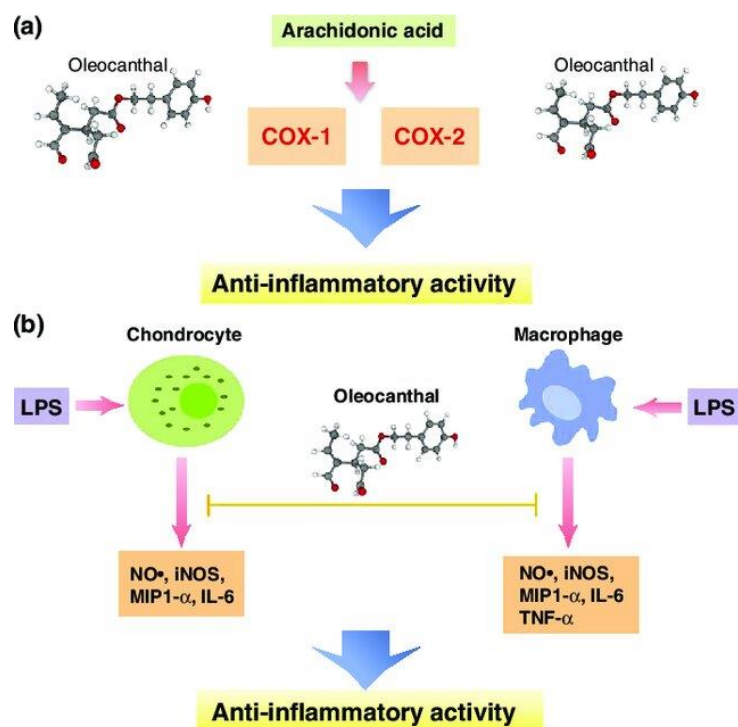 (a)
Arachidonic acid
Oleocanthal
Oleocanthal
COX-1
COX-2
Anti-inflammatory activity
(b)
Chondrocyte
Macrophage
LPS
Oleocanthal
LPS
NO•, iNOS,
MIP1-α, IL-6
NO•, iNOS,
MIP1-α, IL-6
TNF-α
Anti-inflammatory activity